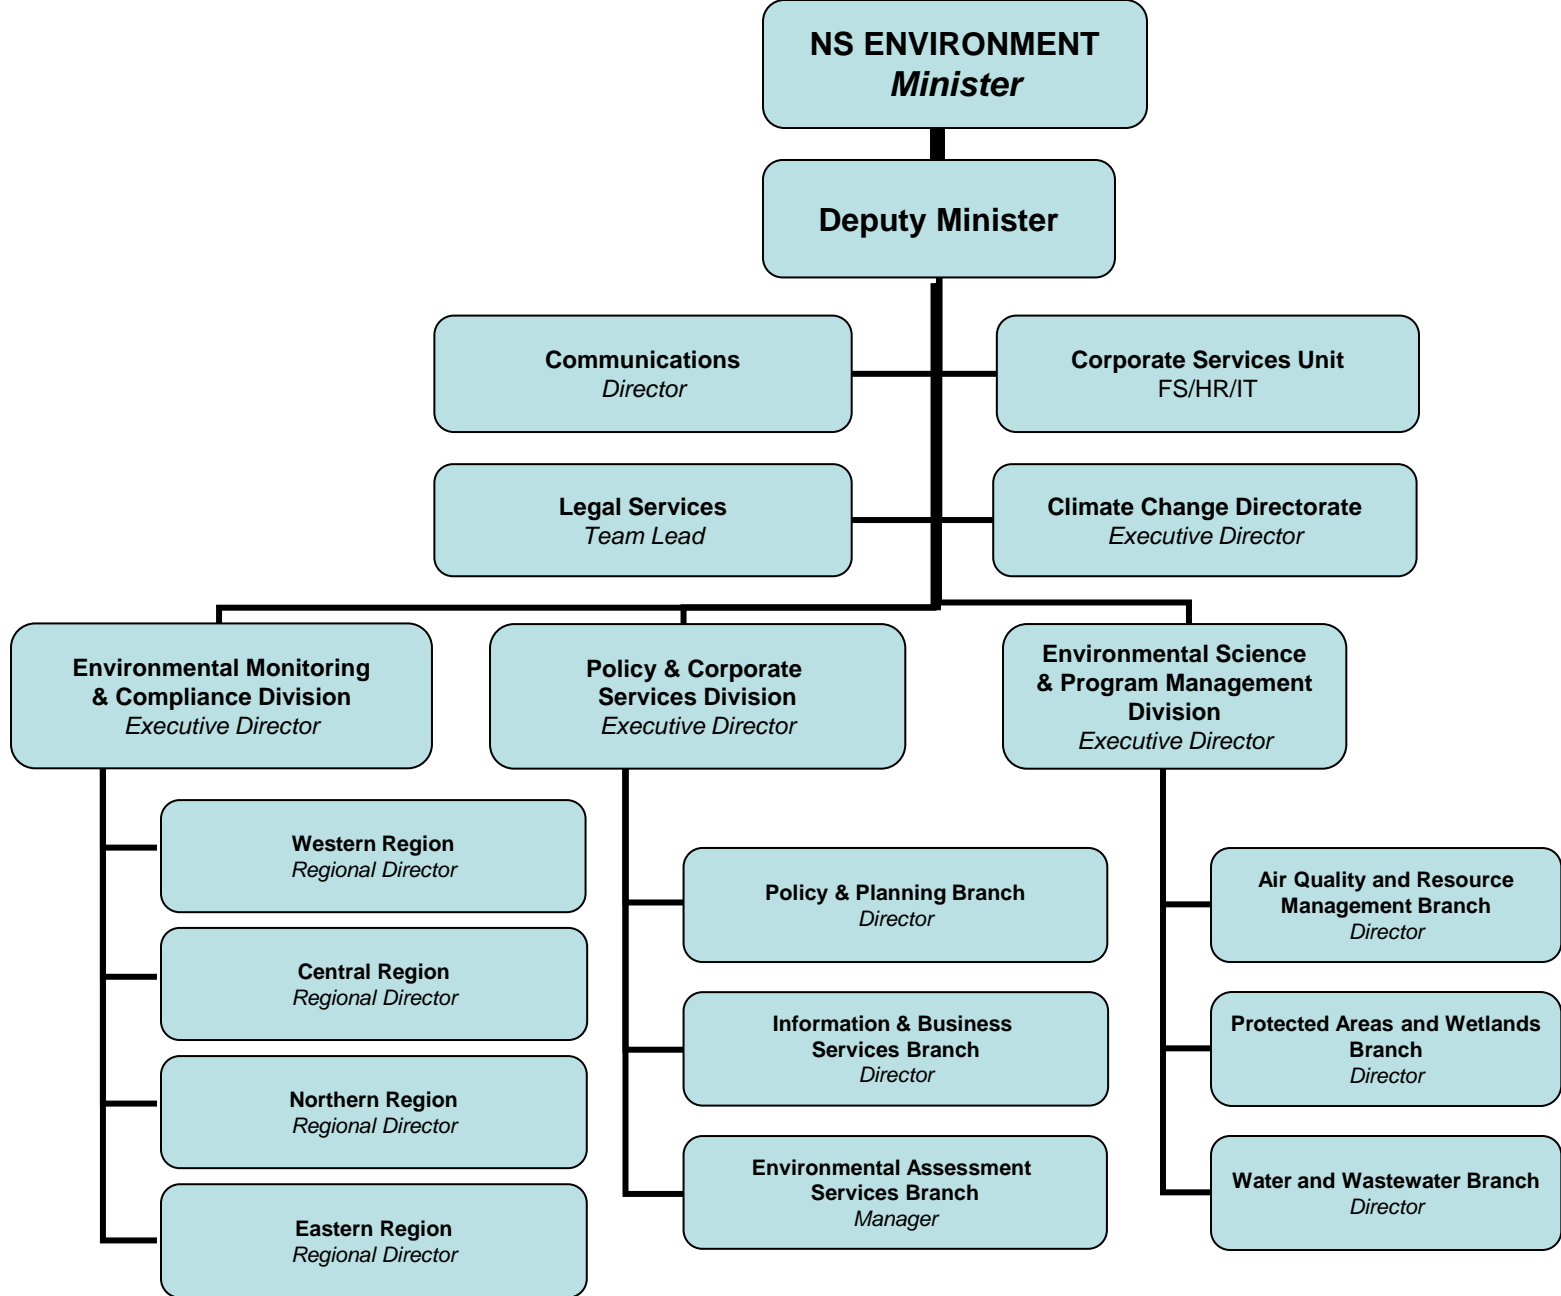 NS ENVIRONMENT
Minister
Deputy Minister
Communications
Director
Corporate Services Unit
FS/HR/IT
Legal Services
Team Lead
Climate Change Directorate
Executive Director
Environmental Monitoring
& Compliance Division
Executive Director
Policy & Corporate
Services Division
Executive Director
Environmental Science
& Program Management
Division
Executive Director
Western Region
Regional Director
Central Region
Regional Director
Northern Region
Regional Director
Eastern Region
Regional Director
Policy & Planning Branch
Director
Information & Business
Services Branch
Director
Environmental Assessment
Services Branch
Manager
Air Quality and Resource
Management Branch
Director
Protected Areas and Wetlands
Branch
Director
Water and Wastewater Branch
Director